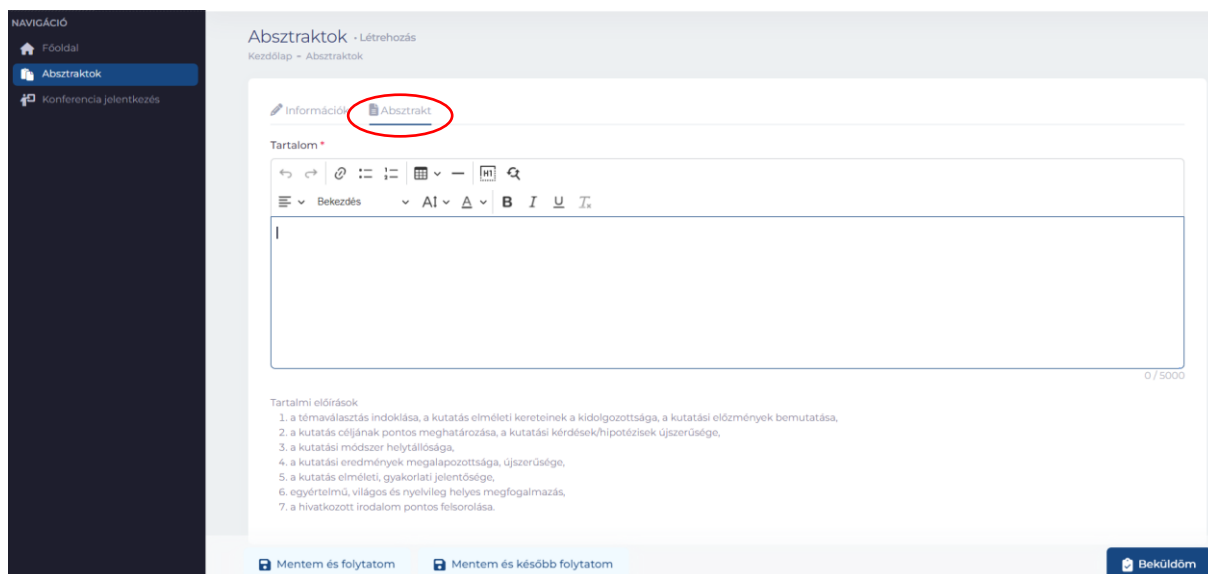 NAVIGÁCIÓ
Főoldal
Absztraktok
Konferencia jelentkezés
Absztraktok - Létrehozás
Kezdőlap - Absztraktok
Információk Absztrakt
Tartalom *
H1
Bekezdés AI A B I U Tx
0 / 5000
Tartalmi előírások
1. a témaválasztás indoklása, a kutatás elméleti kereteinek a kidolgozottsága, a kutatási előzmények bemutatása,
2. a kutatás céljának pontos meghatározása, a kutatási kérdések/hipotézisek újszerűsége,
3. a kutatási módszer helytállósága,
4. a kutatási eredmények megalapozottsága, újszerűsége,
5. a kutatás elméleti, gyakorlati jelentősége,
6. egyértelmű, világos és nyelvileg helyes megfogalmazás,
7. a hivatkozott irodalom pontos felsorolása.
Mentem és folytatom Mentem és később folytatom Beküldöm